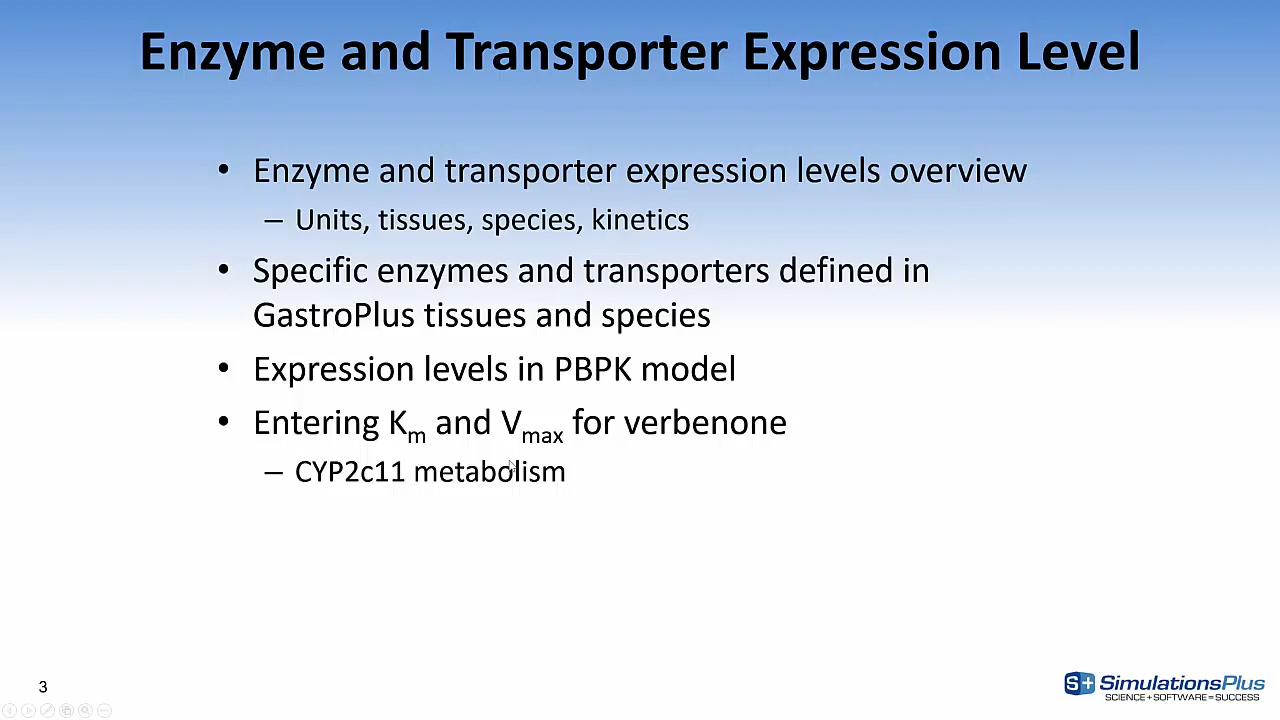 Enzyme and Transporter Expression Level
• Enzyme and transporter expression levels overview
– Units, tissues, species, kinetics
• Specific enzymes and transporters defined in
GastroPlus tissues and species
• Expression levels in PBPK model
• Entering Km and Vmax for verbenone
– CYP2c11 metabolism
3
S+ SimulationsPlus
SCIENCE+SOFTWARE=SUCCESS